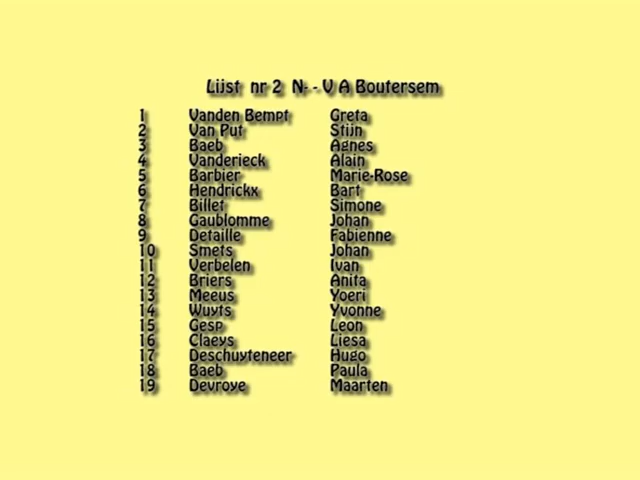 Lijst nr 2 N- - V A Boutersem
1 Vanden Bempt Greta
2 Van Put Stijn
3 Baeb Agnes
4 Vanderieck Alain
5 Barbier Marie-Rose
6 Hendrickx Bart
7 Billet Simone
8 Gaublomme Johan
9 Detaille Fabienne
10 Smets Johan
11 Verbelen Ivan
12 Briers Anita
13 Meeus Yoeri
14 Wuyts Yvonne
15 Gesp Leon
16 Claeys Liesa
17 Deschuyteneer Hugo
18 Baeb Paula
19 Devroye Maarten